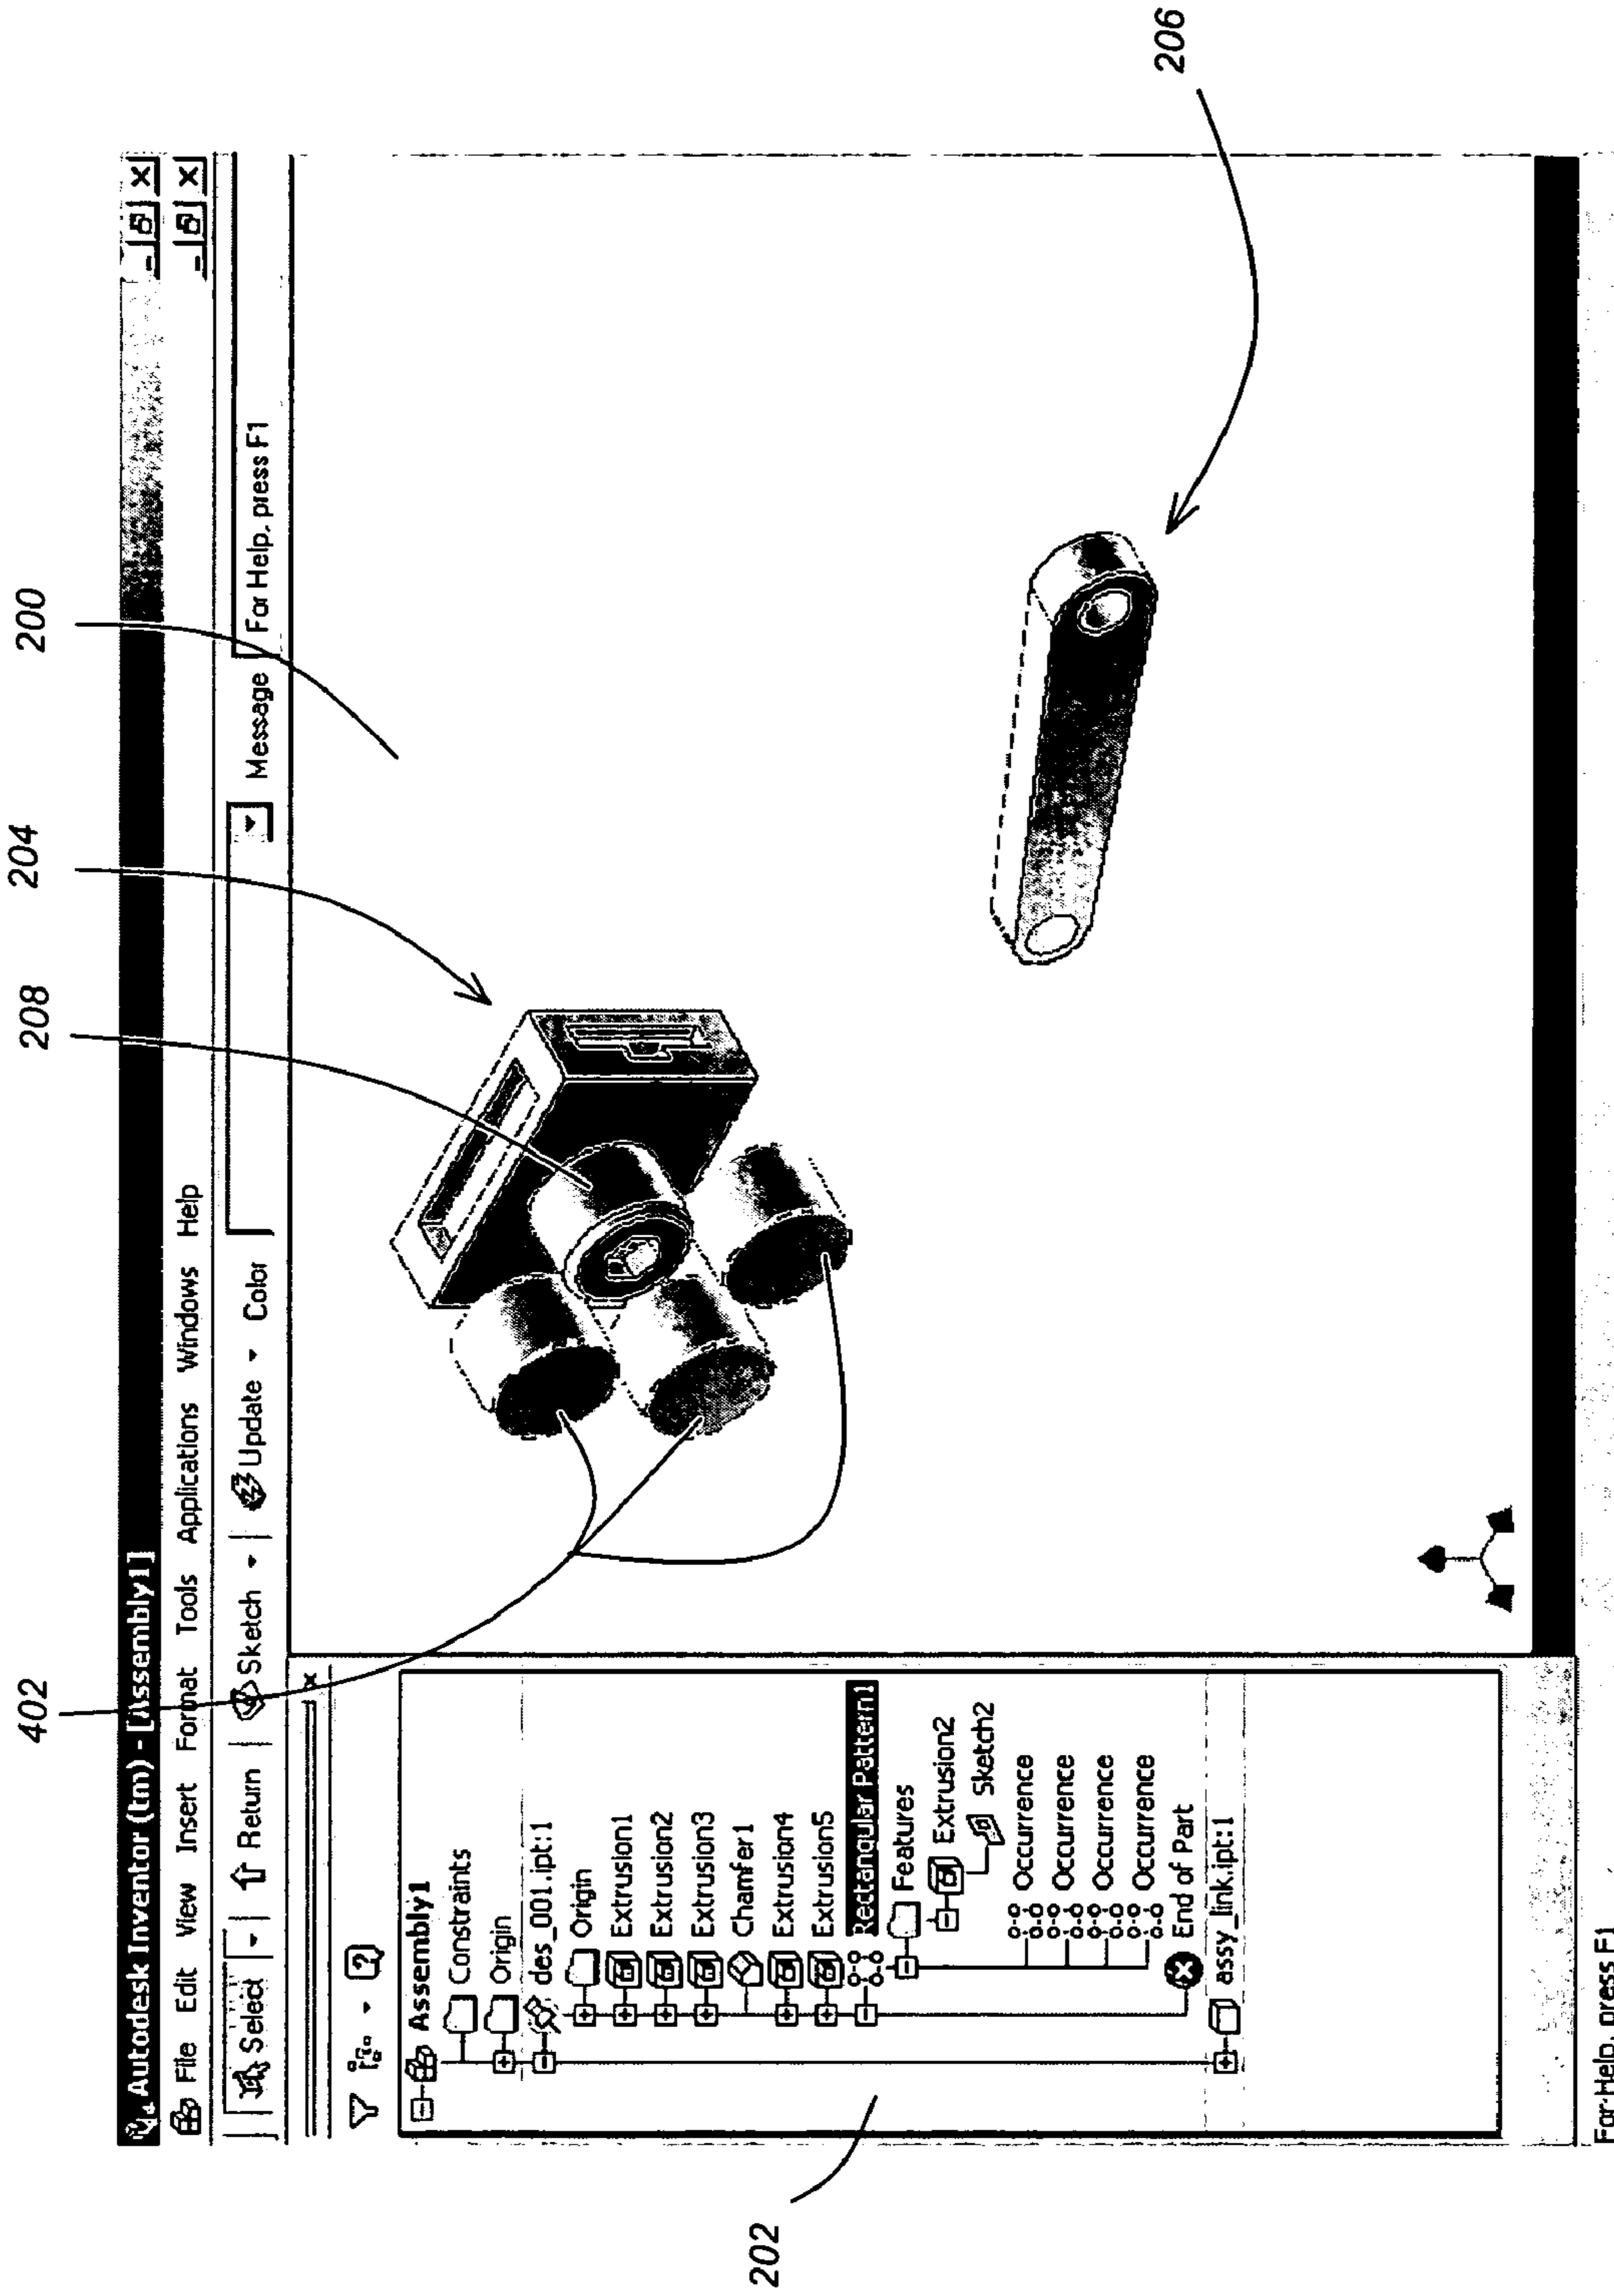 402
208
204
200
206
202
Autodesk Inventor (tm) - [Assembly1]
File Edit View Insert Format Tools Applications Windows Help
Select Return Sketch Update Color Message For Help, press F1
Assembly1
Constraints
Origin
des_001.ipt:1
Origin
Extrusion1
Extrusion2
Extrusion3
Chamfer1
Extrusion4
Extrusion5
Rectangular Pattern1
Features
Extrusion2
Sketch2
Occurrence
Occurrence
Occurrence
Occurrence
End of Part
assy_link.ipt:1
For Help, press F1